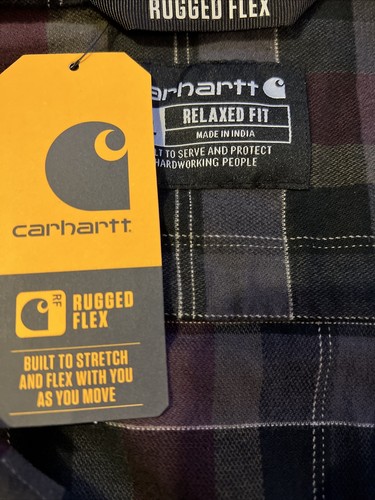 RUGGED FLEX
carhartt
RELAXED FIT
MADE IN INDIA
TO SERVE AND PROTECT
HARDWORKING PEOPLE
carhartt
RF
RUGGED
FLEX
BUILT TO STRETCH
AND FLEX WITH YOU
AS YOU MOVE